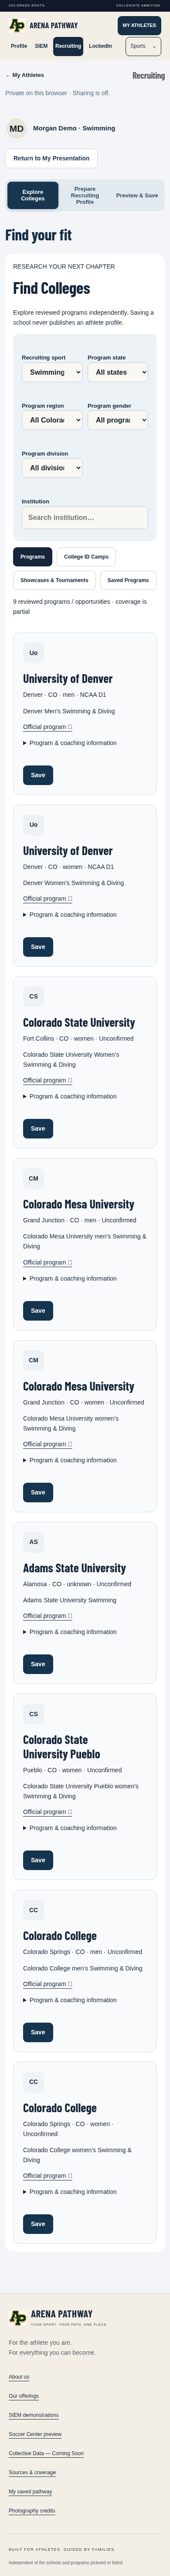 COLORADO ROOTS.
COLLEGIATE AMBITION.
ARENA PATHWAY
MY ATHLETES
Profile
SIEM
Recruiting
LockedIn
Sports
← My Athletes
Recruiting
Private on this browser · Sharing is off.
MD
Morgan Demo · Swimming
Return to My Presentation
Explore
Colleges
Prepare
Recruiting
Profile
Preview & Save
Find your fit
RESEARCH YOUR NEXT CHAPTER
Find Colleges
Explore reviewed programs independently. Saving a
school never publishes an athlete profile.
Recruiting sport
Program state
Swimming
All states
Program region
Program gender
All Colorad
All program
Program division
All division
Institution
Search institution…
Programs
College ID Camps
Showcases & Tournaments
Saved Programs
9 reviewed programs / opportunities · coverage is
partial
Uo
University of Denver
Denver · CO · men · NCAA D1
Denver Men's Swimming & Diving
Official program
Program & coaching information
Save
Uo
University of Denver
Denver · CO · women · NCAA D1
Denver Women's Swimming & Diving
Official program
Program & coaching information
Save
CS
Colorado State University
Fort Collins · CO · women · Unconfirmed
Colorado State University Women's
Swimming & Diving
Official program
Program & coaching information
Save
CM
Colorado Mesa University
Grand Junction · CO · men · Unconfirmed
Colorado Mesa University men's Swimming &
Diving
Official program
Program & coaching information
Save
CM
Colorado Mesa University
Grand Junction · CO · women · Unconfirmed
Colorado Mesa University women's
Swimming & Diving
Official program
Program & coaching information
Save
AS
Adams State University
Alamosa · CO · unknown · Unconfirmed
Adams State University Swimming
Official program
Program & coaching information
Save
CS
Colorado State
University Pueblo
Pueblo · CO · women · Unconfirmed
Colorado State University Pueblo women's
Swimming & Diving
Official program
Program & coaching information
Save
CC
Colorado College
Colorado Springs · CO · men · Unconfirmed
Colorado College men's Swimming & Diving
Official program
Program & coaching information
Save
CC
Colorado College
Colorado Springs · CO · women ·
Unconfirmed
Colorado College women's Swimming &
Diving
Official program
Program & coaching information
Save
ARENA PATHWAY
YOUR SPORT. YOUR PATH. ONE PLACE.
For the athlete you are.
For everything you can become.
About us
Our offerings
StEM demonstrations
Soccer Center preview
Collective Data — Coming Soon
Sources & coverage
My saved pathway
Photography credits
BUILT FOR ATHLETES. GUIDED BY FAMILIES.
Independent of the schools and programs pictured or listed.